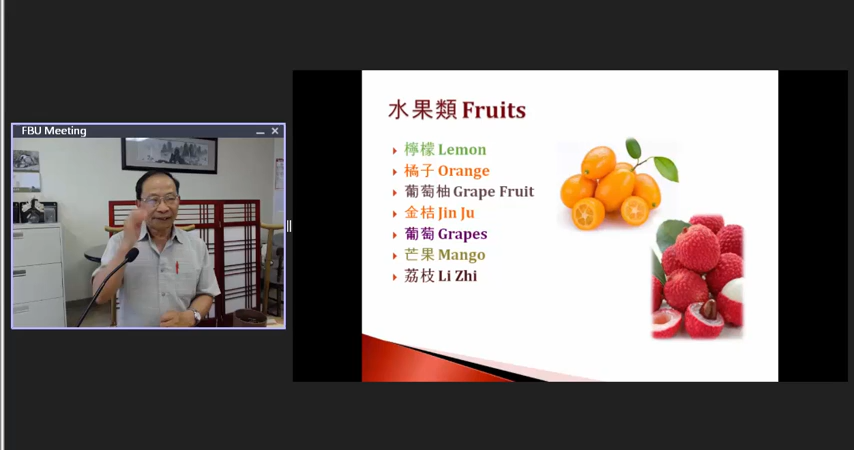 FBU Meeting
水果類 Fruits
檸檬 Lemon
橘子 Orange
葡萄柚 Grape Fruit
金桔 Jin Ju
葡萄 Grapes
芒果 Mango
荔枝 Li Zhi